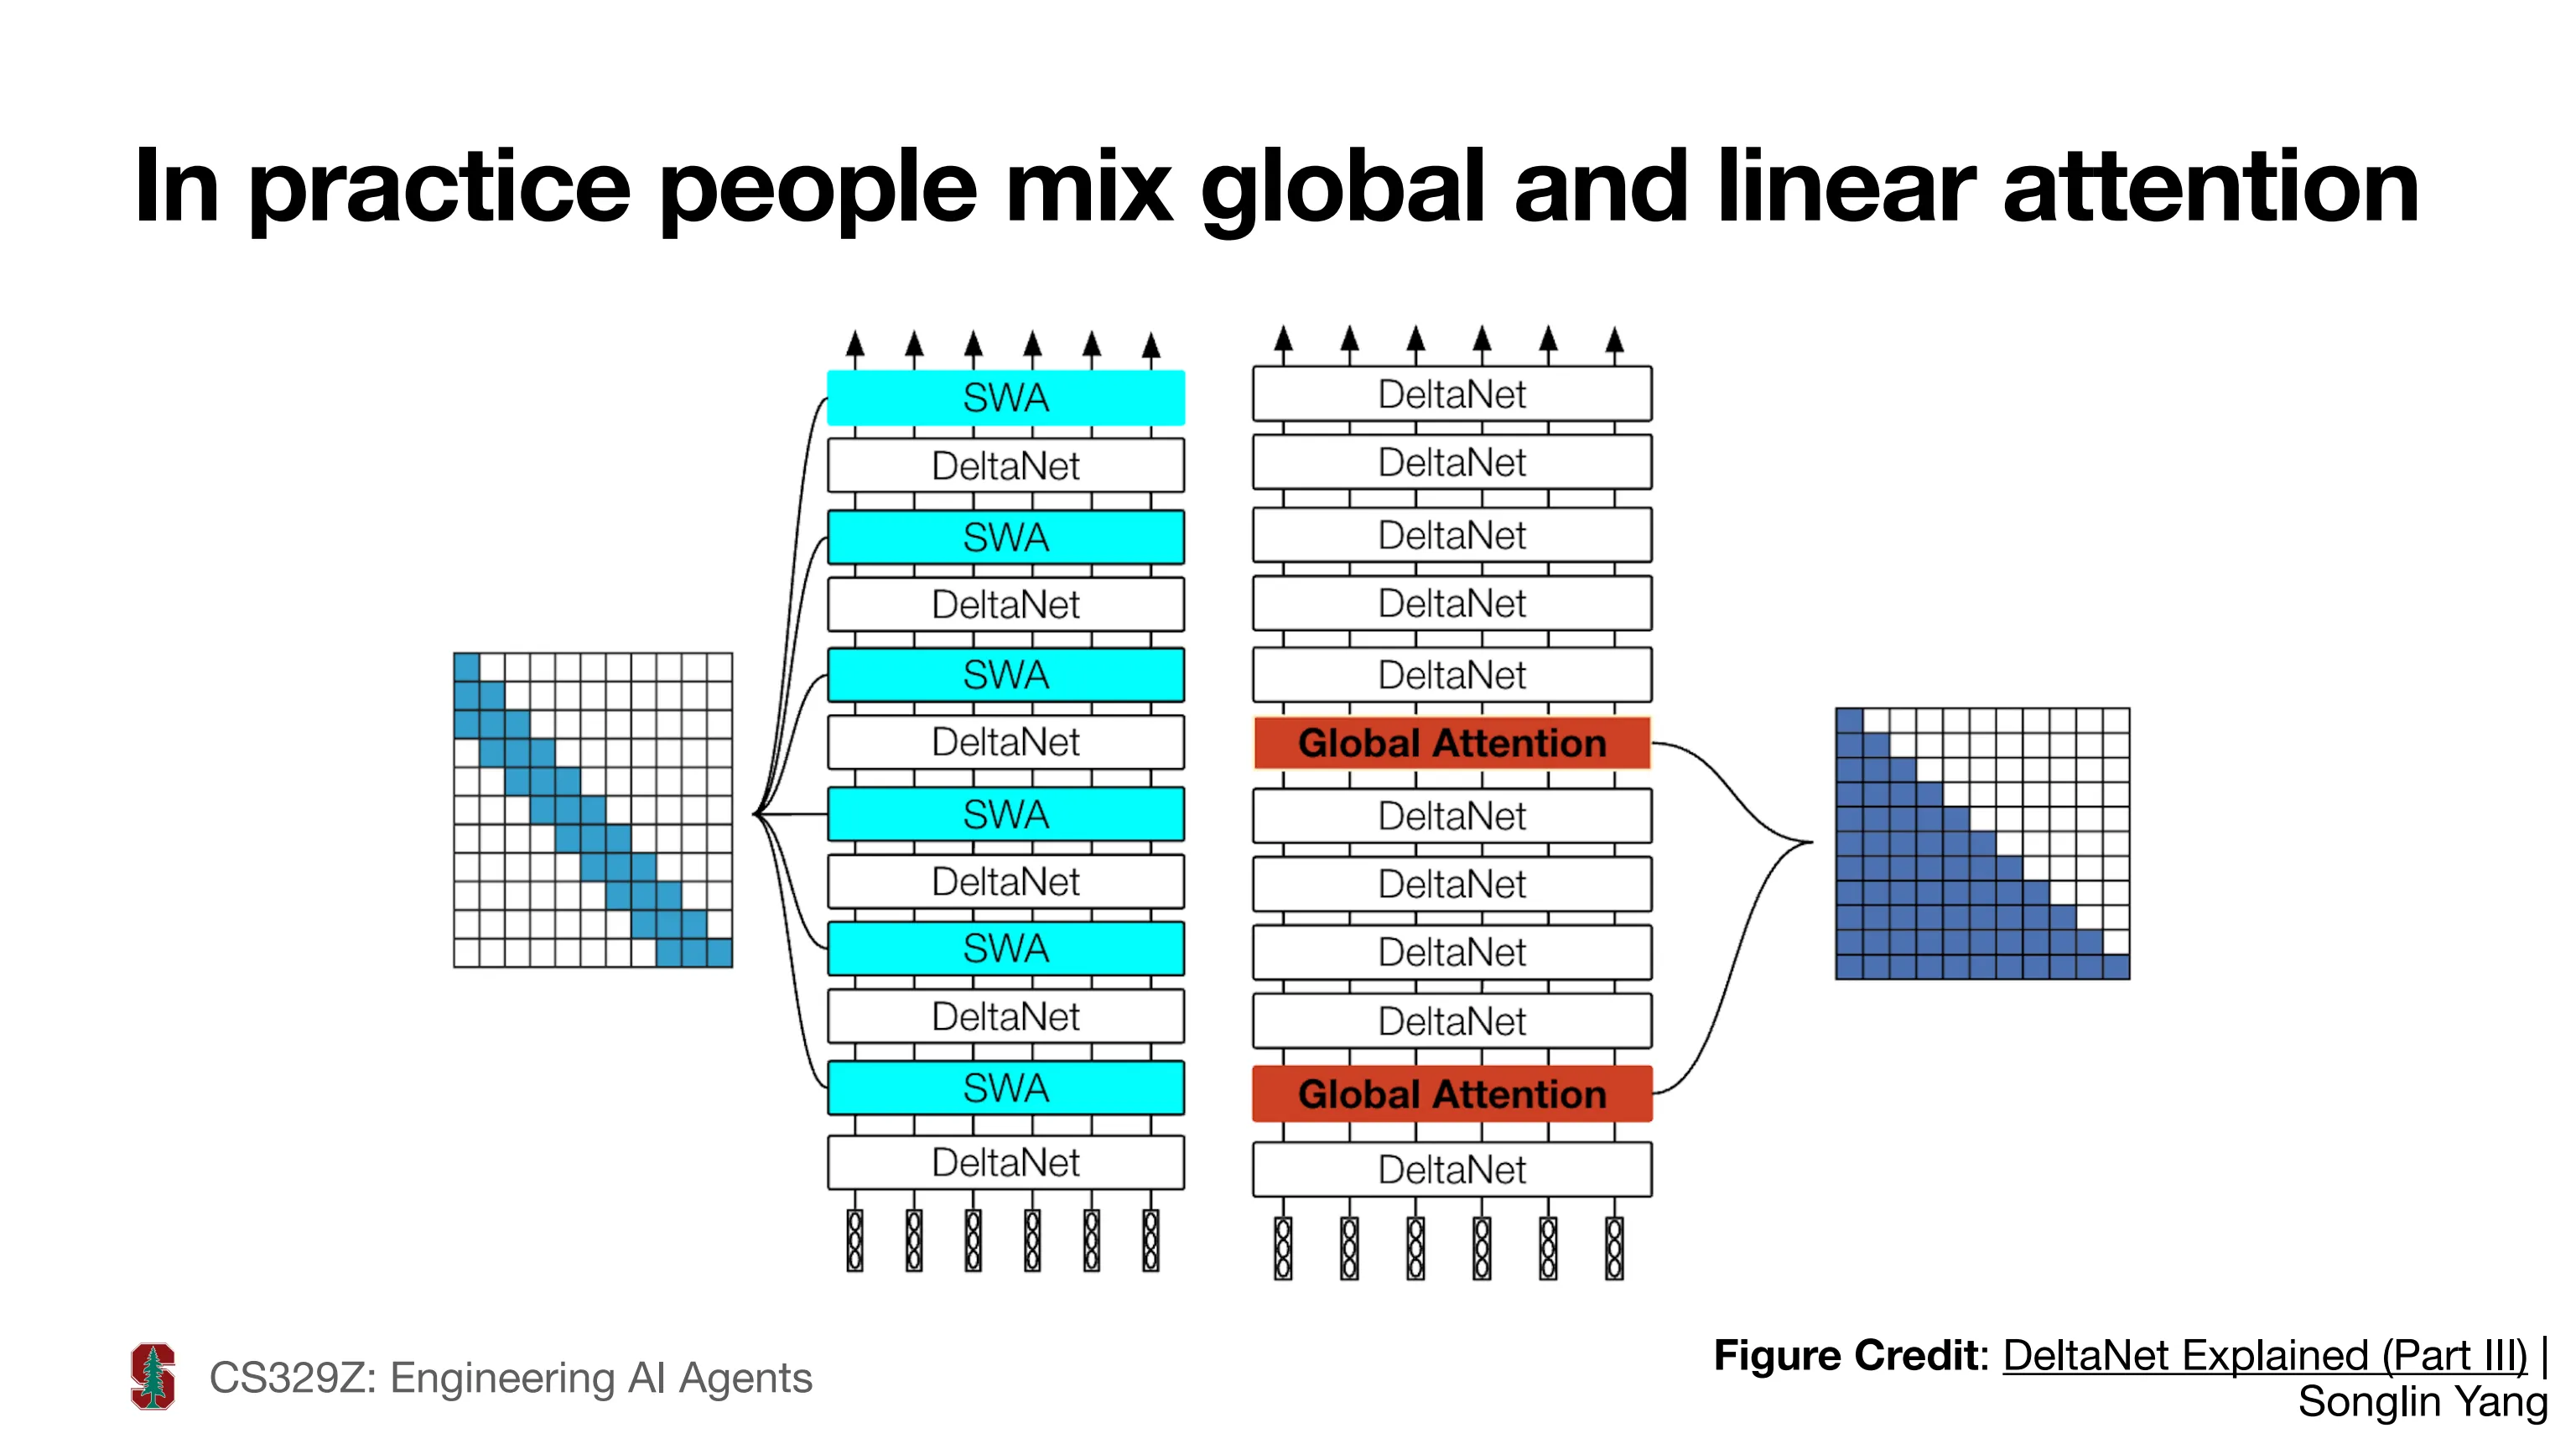 In practice people mix global and linear attention
SWA
DeltaNet
SWA
DeltaNet
SWA
DeltaNet
SWA
DeltaNet
SWA
DeltaNet
SWA
DeltaNet
DeltaNet
DeltaNet
DeltaNet
DeltaNet
DeltaNet
Global Attention
DeltaNet
DeltaNet
DeltaNet
DeltaNet
Global Attention
DeltaNet
CS329Z: Engineering AI Agents
Figure Credit: DeltaNet Explained (Part III) |
Songlin Yang